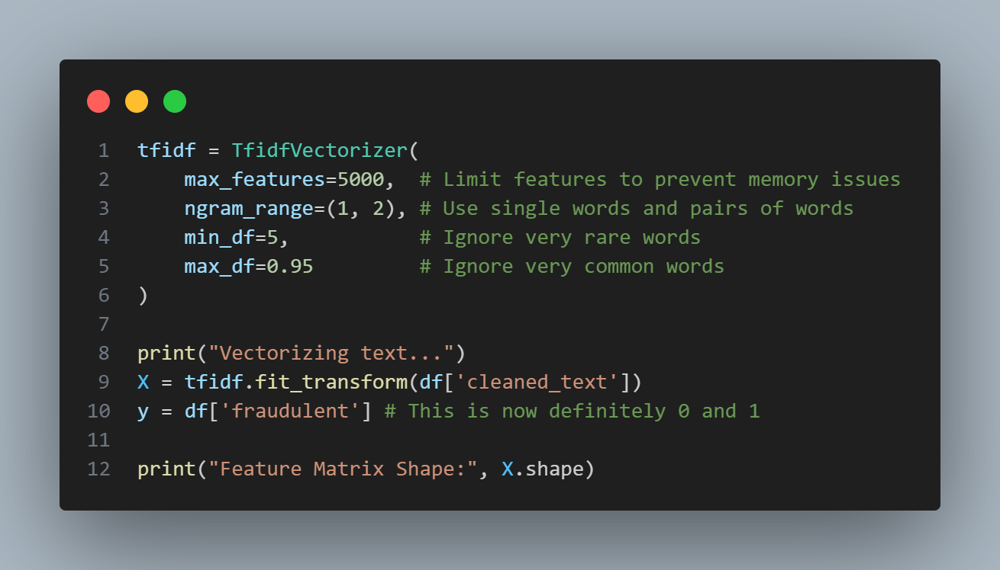 1 tfidf = TfidfVectorizer(
2     max_features=5000,  # Limit features to prevent memory issues
3     ngram_range=(1, 2), # Use single words and pairs of words
4     min_df=5,           # Ignore very rare words
5     max_df=0.95         # Ignore very common words
6 )
7
8 print("Vectorizing text...")
9 X = tfidf.fit_transform(df['cleaned_text'])
10 y = df['fraudulent'] # This is now definitely 0 and 1
11
12 print("Feature Matrix Shape:", X.shape)